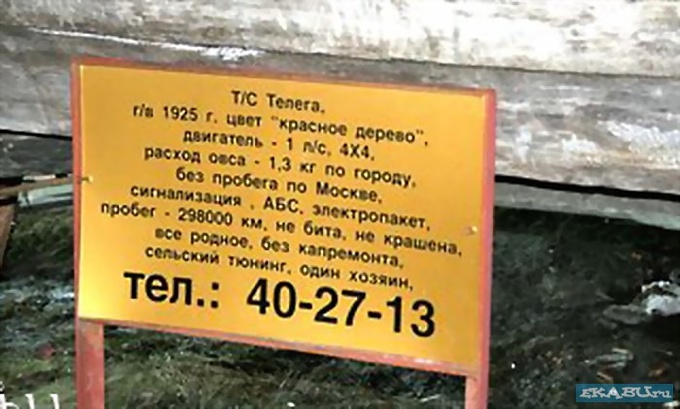 Т/С Телега,
г/в 1925 г. цвет "красное дерево",
двигатель - 1 л/с, 4Х4,
расход овса - 1,3 кг по городу,
без пробега по Москве,
сигнализация , АБС, электропакет,
пробег - 298000 км, не бита, не крашена,
все родное, без капремонта,
сельский тюнинг, один хозяин,
тел.: 40-27-13
EKABU.ru